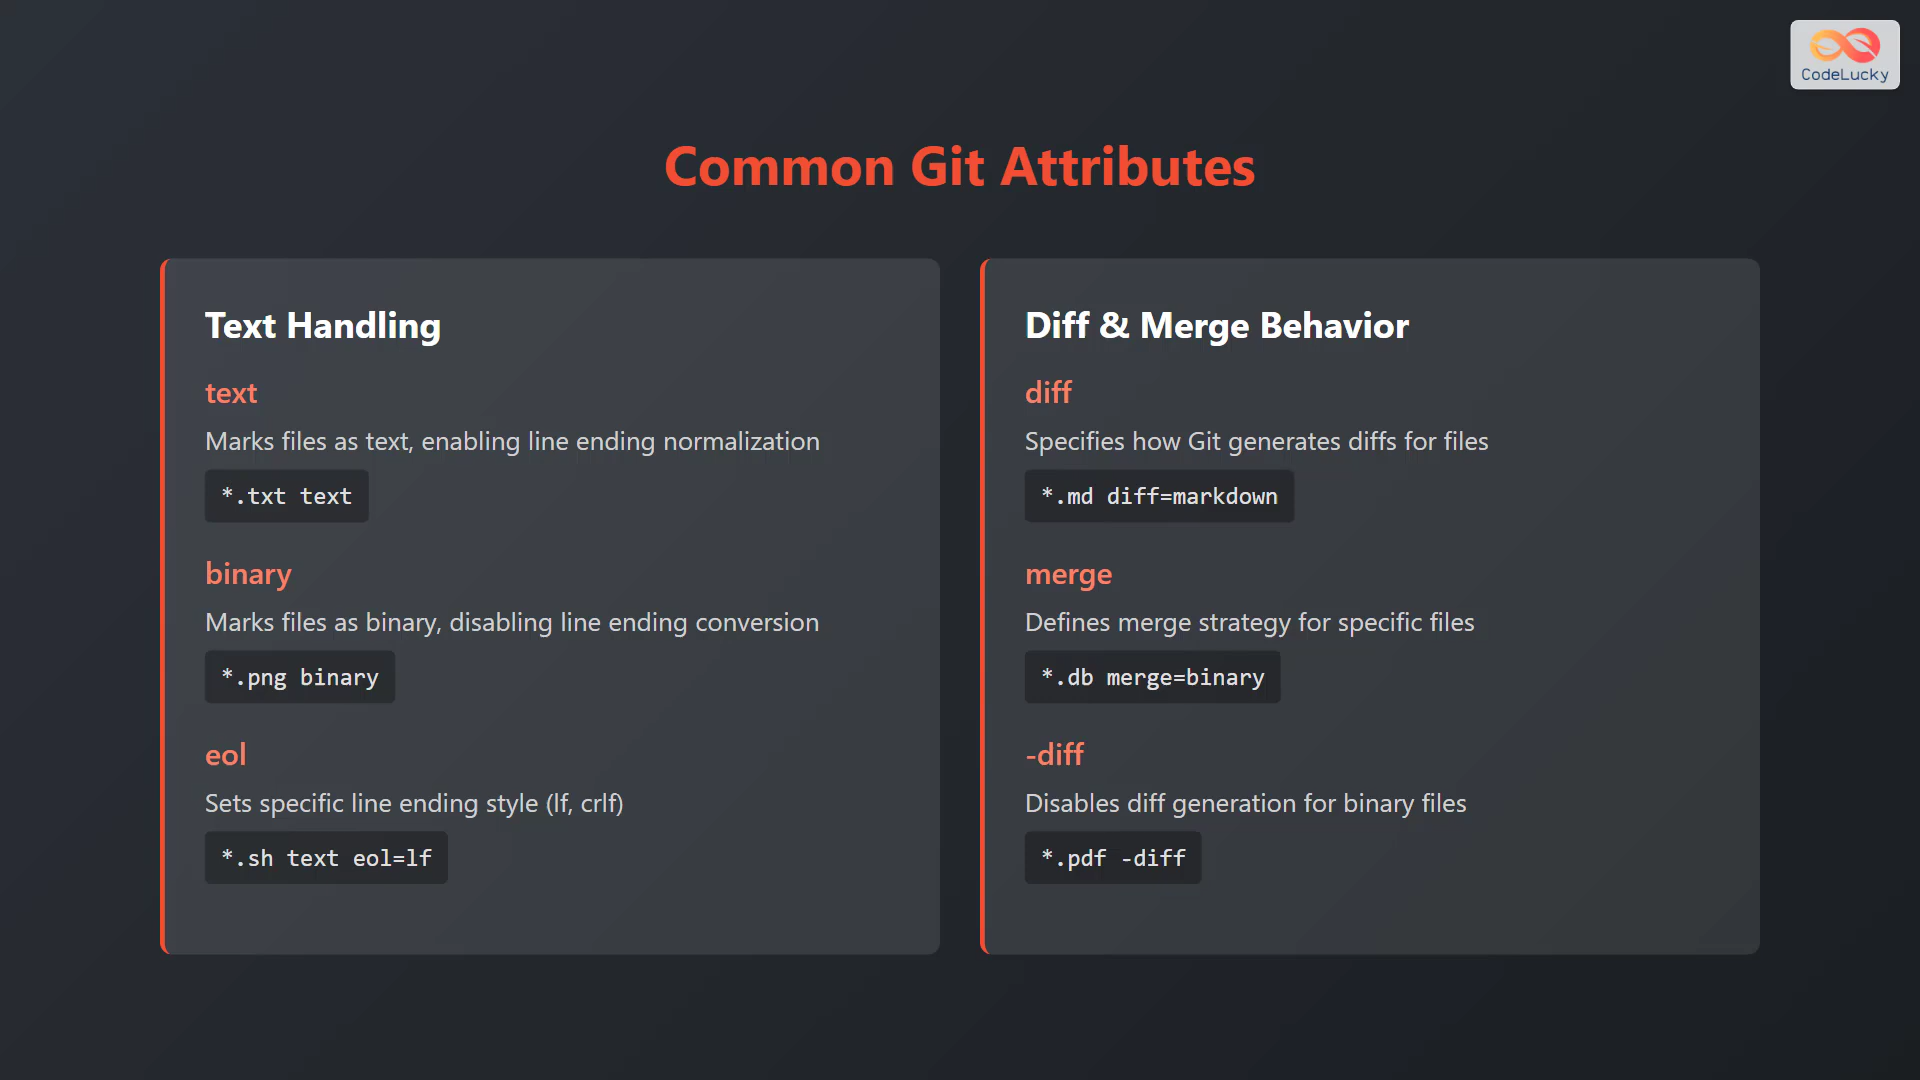 CodeLucky
Common Git Attributes
Text Handling
text
Marks files as text, enabling line ending normalization
*.txt text
binary
Marks files as binary, disabling line ending conversion
*.png binary
eol
Sets specific line ending style (lf, crlf)
*.sh text eol=lf
Diff & Merge Behavior
diff
Specifies how Git generates diffs for files
*.md diff=markdown
merge
Defines merge strategy for specific files
*.db merge=binary
-diff
Disables diff generation for binary files
*.pdf -diff